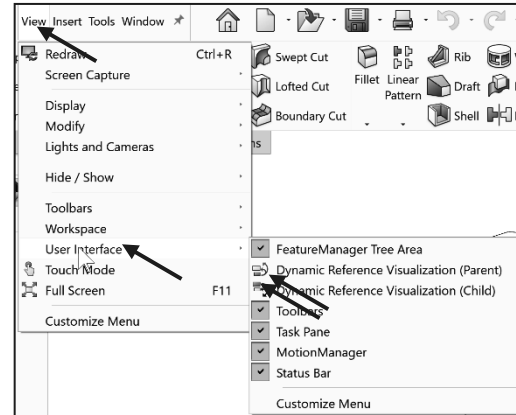 View Insert Tools Window
Redraw Ctrl+R
Screen Capture
Display
Modify
Lights and Cameras
Hide / Show
Toolbars
Workspace
User Interface
Touch Mode
Full Screen F11
Customize Menu
Swept Cut
Lofted Cut
Boundary Cut
Fillet Linear
Pattern
Rib
Draft
Shell
ns
FeatureManager Tree Area
Dynamic Reference Visualization (Parent)
Dynamic Reference Visualization (Child)
Toolbars
Task Pane
MotionManager
Status Bar
Customize Menu